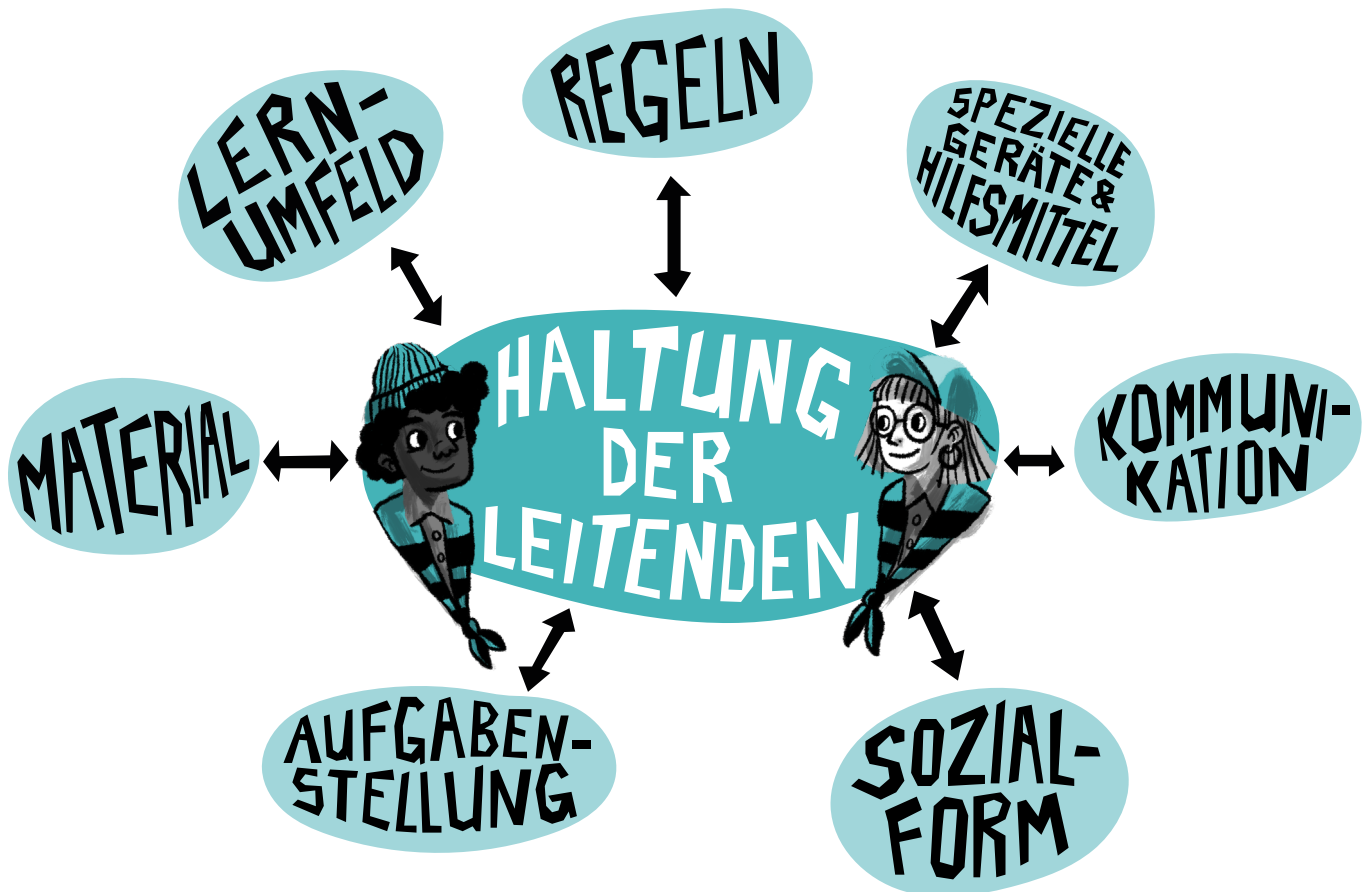 REGELN
LERN-
UMFELD
SPEZIELLE
GERÄTE &
HILFSMITTEL
HALTUNG
DER
LEITENDEN
MATERIAL
KOMMUNI-
KATION
AUFGABEN-
STELLUNG
SOZIAL-
FORM